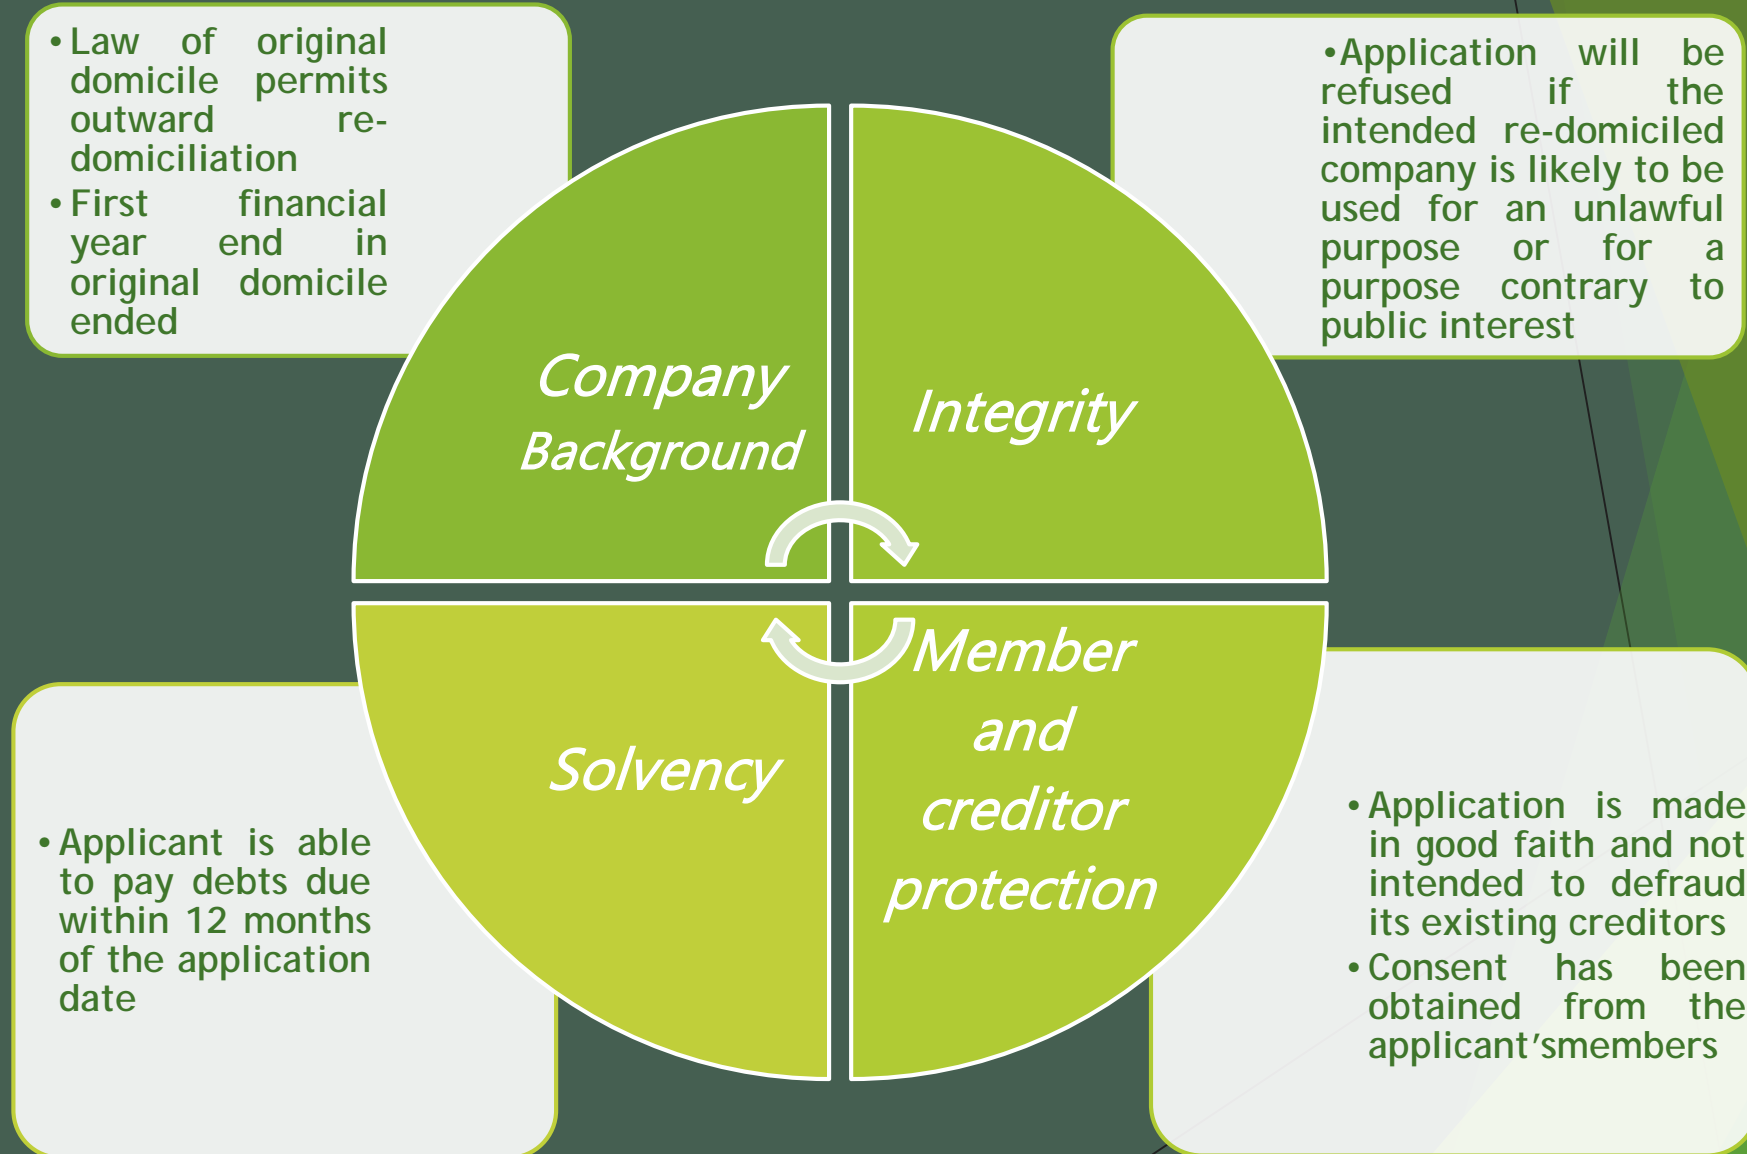 •Law of original
domicile permits
outward re-
domiciliation
•First financial
year end in
original domicile
ended
Company
Background
•Application will be
refused if the
intended re-domiciled
company is likely to be
used for an unlawful
purpose or for a
purpose contrary to
public interest
Integrity
Solvency
•Applicant is able
to pay debts due
within 12 months
of the application
date
Member
and
creditor
protection
•Application is made
in good faith and not
intended to defraud
its existing creditors
•Consent has been
obtained from the
applicant’smembers